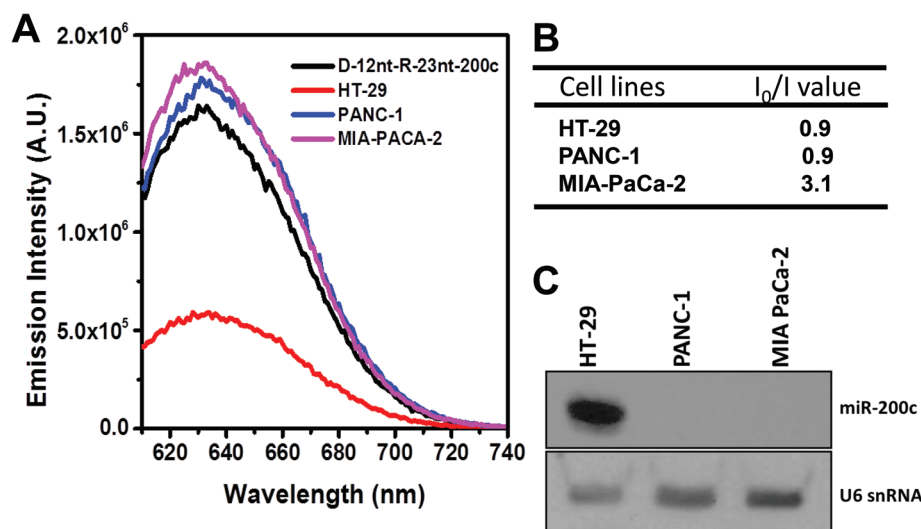 A
2.0x10⁶
1.5x10⁶
1.0x10⁶
5.0x10⁵
0.0
Emission Intensity (A.U.)
620 640 660 680 700 720 740
Wavelength (nm)
D-12nt-R-23nt-200c
HT-29
PANC-1
MIA-PACA-2
B
Cell lines I₀/I value
HT-29 0.9
PANC-1 0.9
MIA-PaCa-2 3.1
C
HT-29
PANC-1
MIA PaCa-2
miR-200c
U6 snRNA